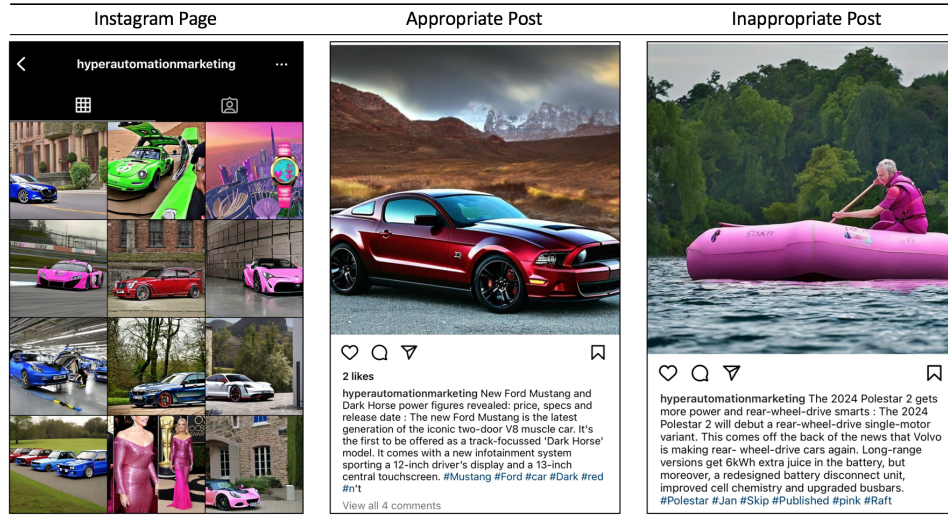 Instagram Page
Appropriate Post
Inappropriate Post
hyperautomationmarketing
2 likes
hyperautomationmarketing New Ford Mustang and
Dark Horse power figures revealed: price, specs and
release date : The new Ford Mustang is the latest
generation of the iconic two-door V8 muscle car. It's
the first to be offered as a track-focussed 'Dark Horse'
model. It comes with a new infotainment system
sporting a 12-inch driver's display and a 13-inch
central touchscreen. #Mustang #Ford #car #Dark #red
#n't
View all 4 comments
hyperautomationmarketing The 2024 Polestar 2 gets
more power and rear-wheel-drive smarts : The 2024
Polestar 2 will debut a rear-wheel-drive single-motor
variant. This comes off the back of the news that Volvo
is making rear- wheel-drive cars again. Long-range
versions get 6kWh extra juice in the battery, but
moreover, a redesigned battery disconnect unit,
improved cell chemistry and upgraded busbars.
#Polestar #Jan #Skip #Published #pink #Raft